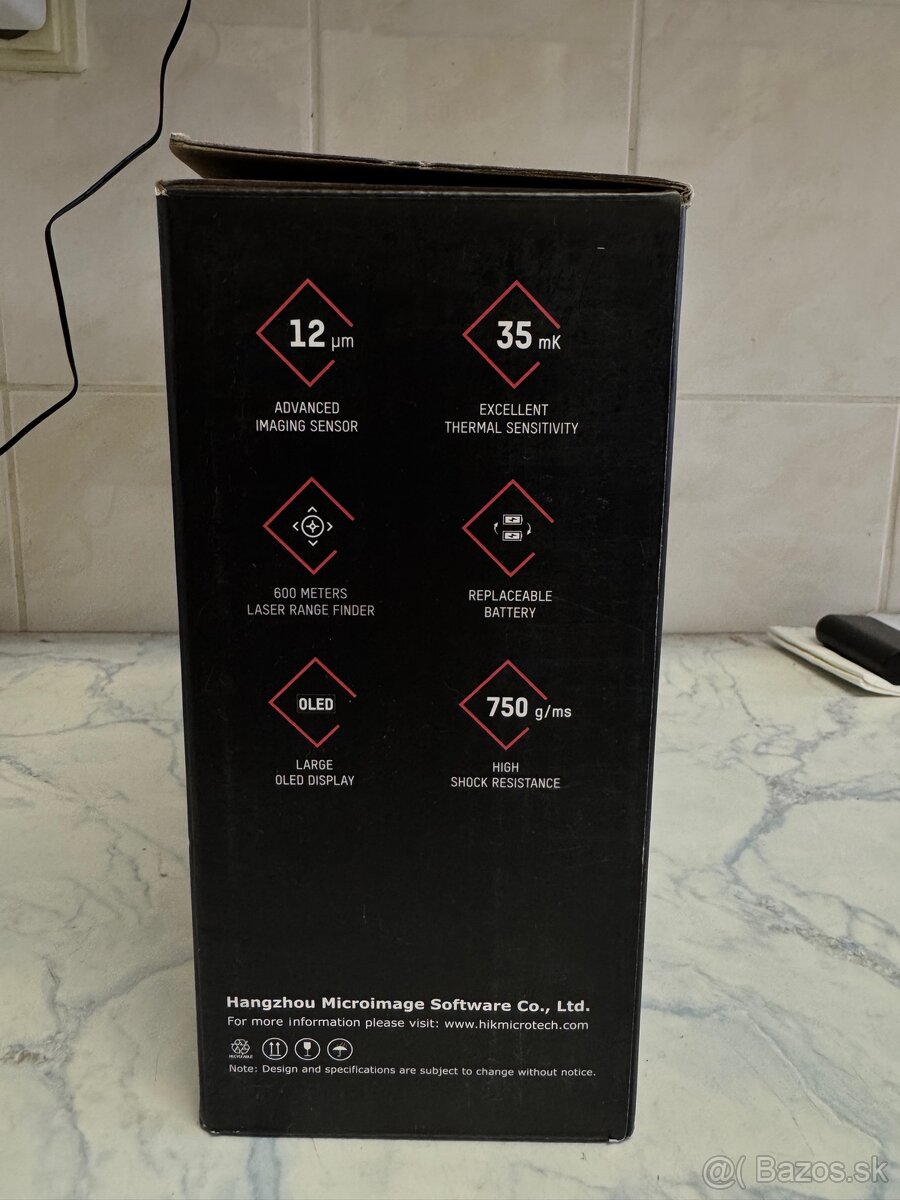 12 μm
ADVANCED
IMAGING SENSOR
35 mK
EXCELLENT
THERMAL SENSITIVITY
600 METERS
LASER RANGE FINDER
REPLACEABLE
BATTERY
OLED
LARGE
OLED DISPLAY
750 g/ms
HIGH
SHOCK RESISTANCE
Hangzhou Microimage Software Co., Ltd.
For more information please visit: www.hikmicrotech.com
RECYCLABLE
Note: Design and specifications are subject to change without notice.
@( Bazos.sk